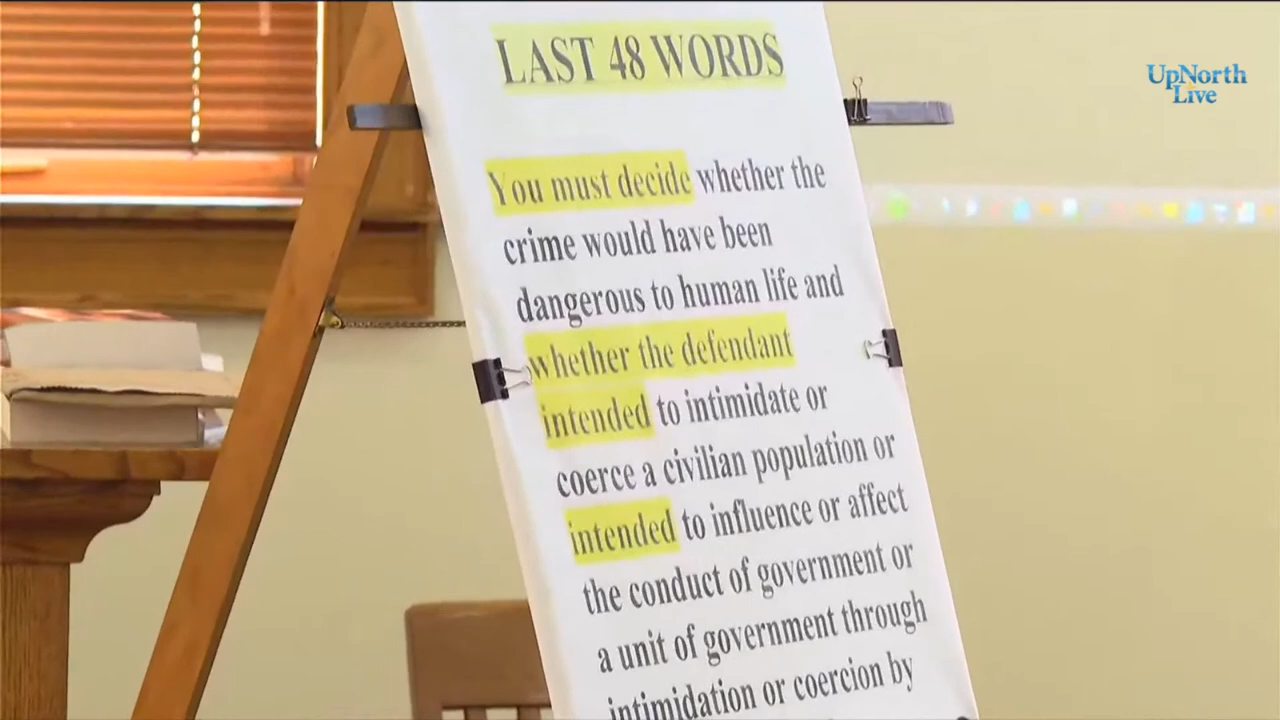 LAST 48 WORDS
UpNorth
Live
You must decide whether the
crime would have been
dangerous to human life and
whether the defendant
intended to intimidate or
coerce a civilian population or
intended to influence or affect
the conduct of government or
a unit of government through
intimidation or coercion by